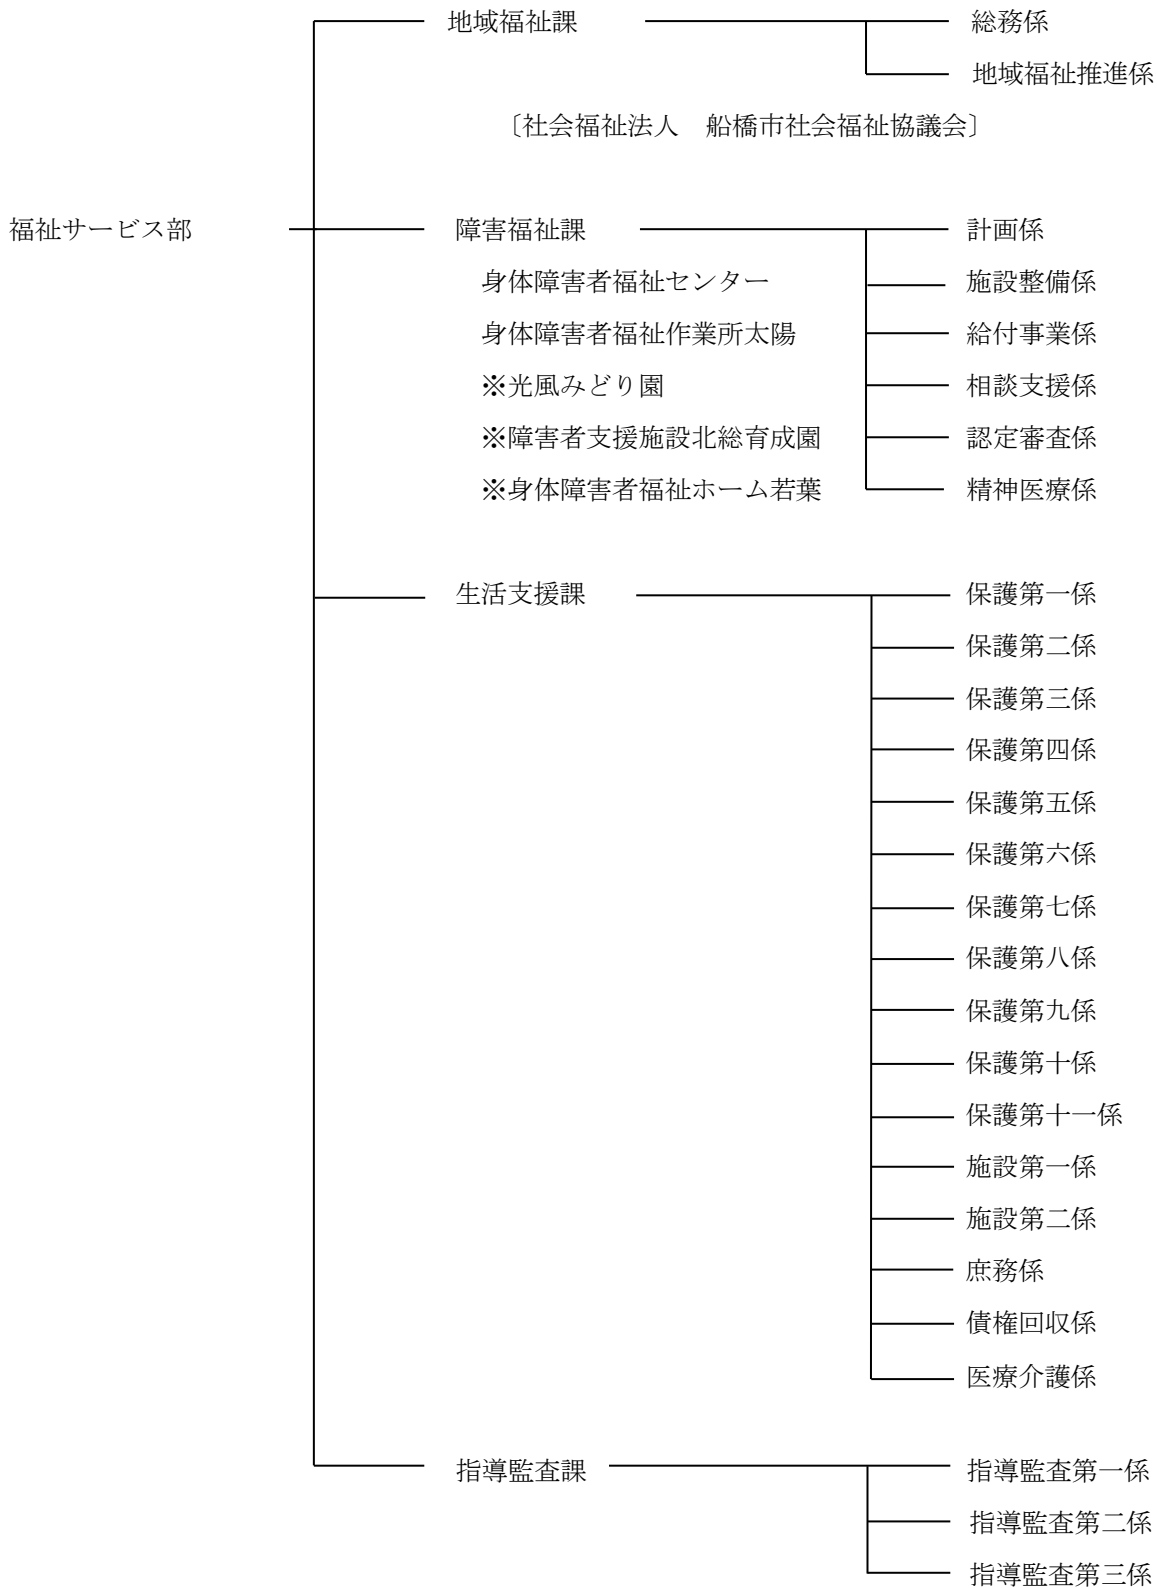 地域福祉課 総務係
地域福祉推進係
〔社会福祉法人　船橋市社会福祉協議会〕
福祉サービス部 障害福祉課 計画係
身体障害者福祉センター 施設整備係
身体障害者福祉作業所太陽 給付事業係
※光風みどり園 相談支援係
※障害者支援施設北総育成園 認定審査係
※身体障害者福祉ホーム若葉 精神医療係
生活支援課 保護第一係
保護第二係
保護第三係
保護第四係
保護第五係
保護第六係
保護第七係
保護第八係
保護第九係
保護第十係
保護第十一係
施設第一係
施設第二係
庶務係
債権回収係
医療介護係
指導監査課 指導監査第一係
指導監査第二係
指導監査第三係